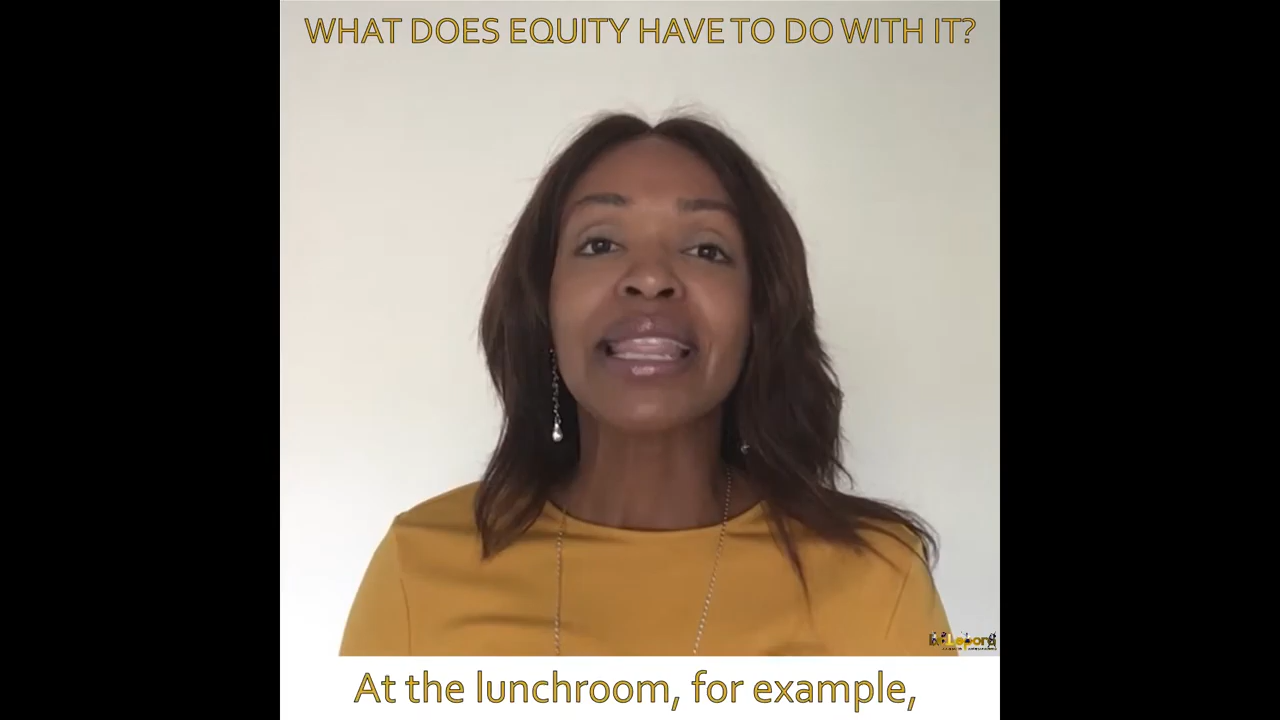 WHAT DOES EQUITY HAVE TO DO WITH IT?
At the lunchroom, for example,